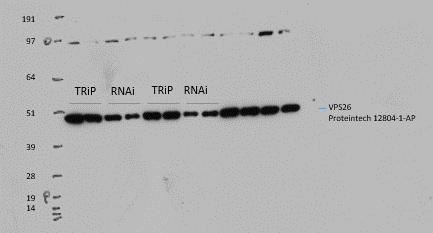 191
97
64
TRiP RNAi TRiP RNAi
51
VPS26
Proteintech 12804-1-AP
39
28
19
14